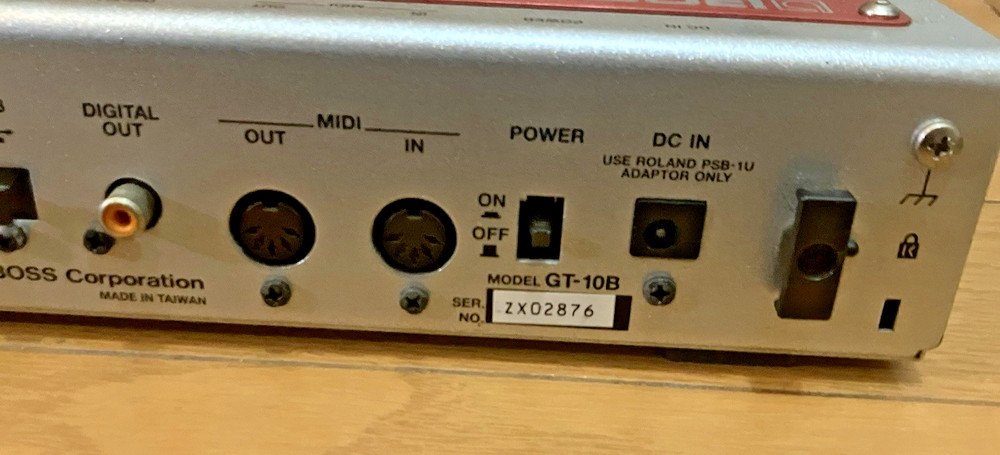 DIGITAL
OUT
MIDI
OUT
IN
POWER
ON
OFF
DC IN
USE ROLAND PSB-1U
ADAPTOR ONLY
BOSS Corporation
MADE IN TAIWAN
MODEL GT-10B
SER.
NO.
ZX02876
K